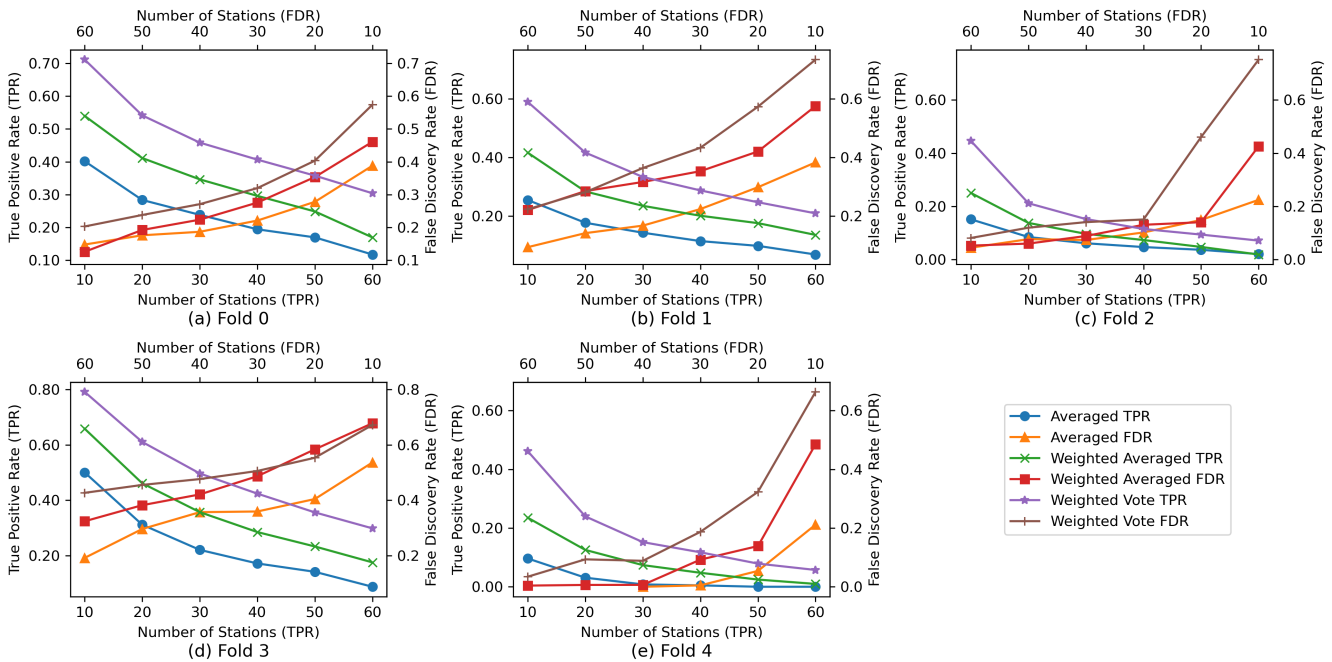 Number of Stations (FDR)
60 50 40 30 20 10
True Positive Rate (TPR)
0.70
0.60
0.50
0.40
0.30
0.20
0.10
0.7
0.6
0.5
0.4
0.3
0.2
0.1
False Discovery Rate (FDR)
10 20 30 40 50 60
Number of Stations (TPR)
(a) Fold 0
Number of Stations (FDR)
60 50 40 30 20 10
True Positive Rate (TPR)
0.60
0.40
0.20
0.6
0.4
0.2
False Discovery Rate (FDR)
10 20 30 40 50 60
Number of Stations (TPR)
(b) Fold 1
Number of Stations (FDR)
60 50 40 30 20 10
True Positive Rate (TPR)
0.60
0.40
0.20
0.00
0.6
0.4
0.2
0.0
False Discovery Rate (FDR)
10 20 30 40 50 60
Number of Stations (TPR)
(c) Fold 2
Number of Stations (FDR)
60 50 40 30 20 10
True Positive Rate (TPR)
0.80
0.60
0.40
0.20
0.8
0.6
0.4
0.2
False Discovery Rate (FDR)
10 20 30 40 50 60
Number of Stations (TPR)
(d) Fold 3
Number of Stations (FDR)
60 50 40 30 20 10
True Positive Rate (TPR)
0.60
0.40
0.20
0.00
0.6
0.4
0.2
0.0
False Discovery Rate (FDR)
10 20 30 40 50 60
Number of Stations (TPR)
(e) Fold 4
Averaged TPR
Averaged FDR
Weighted Averaged TPR
Weighted Averaged FDR
Weighted Vote TPR
Weighted Vote FDR